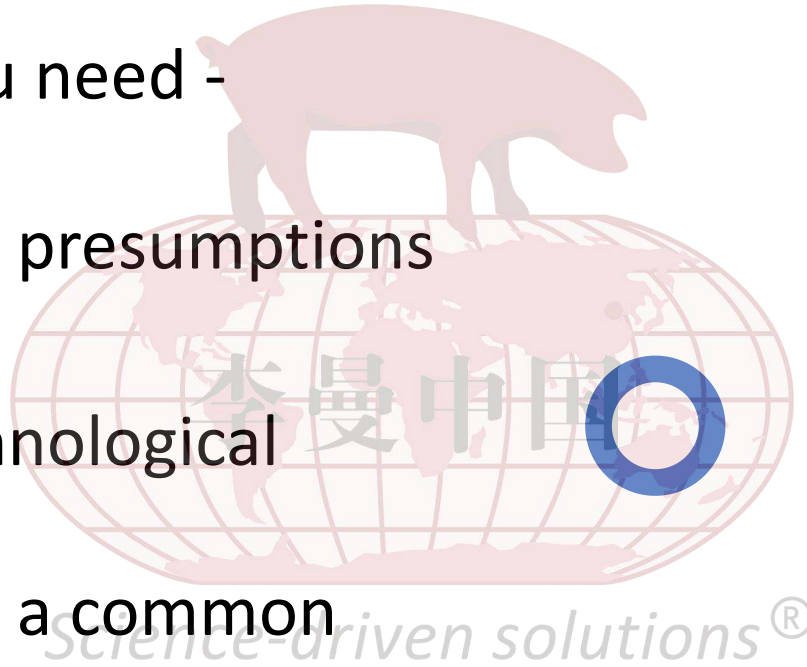 u need -
presumptions
李曼中国
nological
a common
Science-driven solutions®